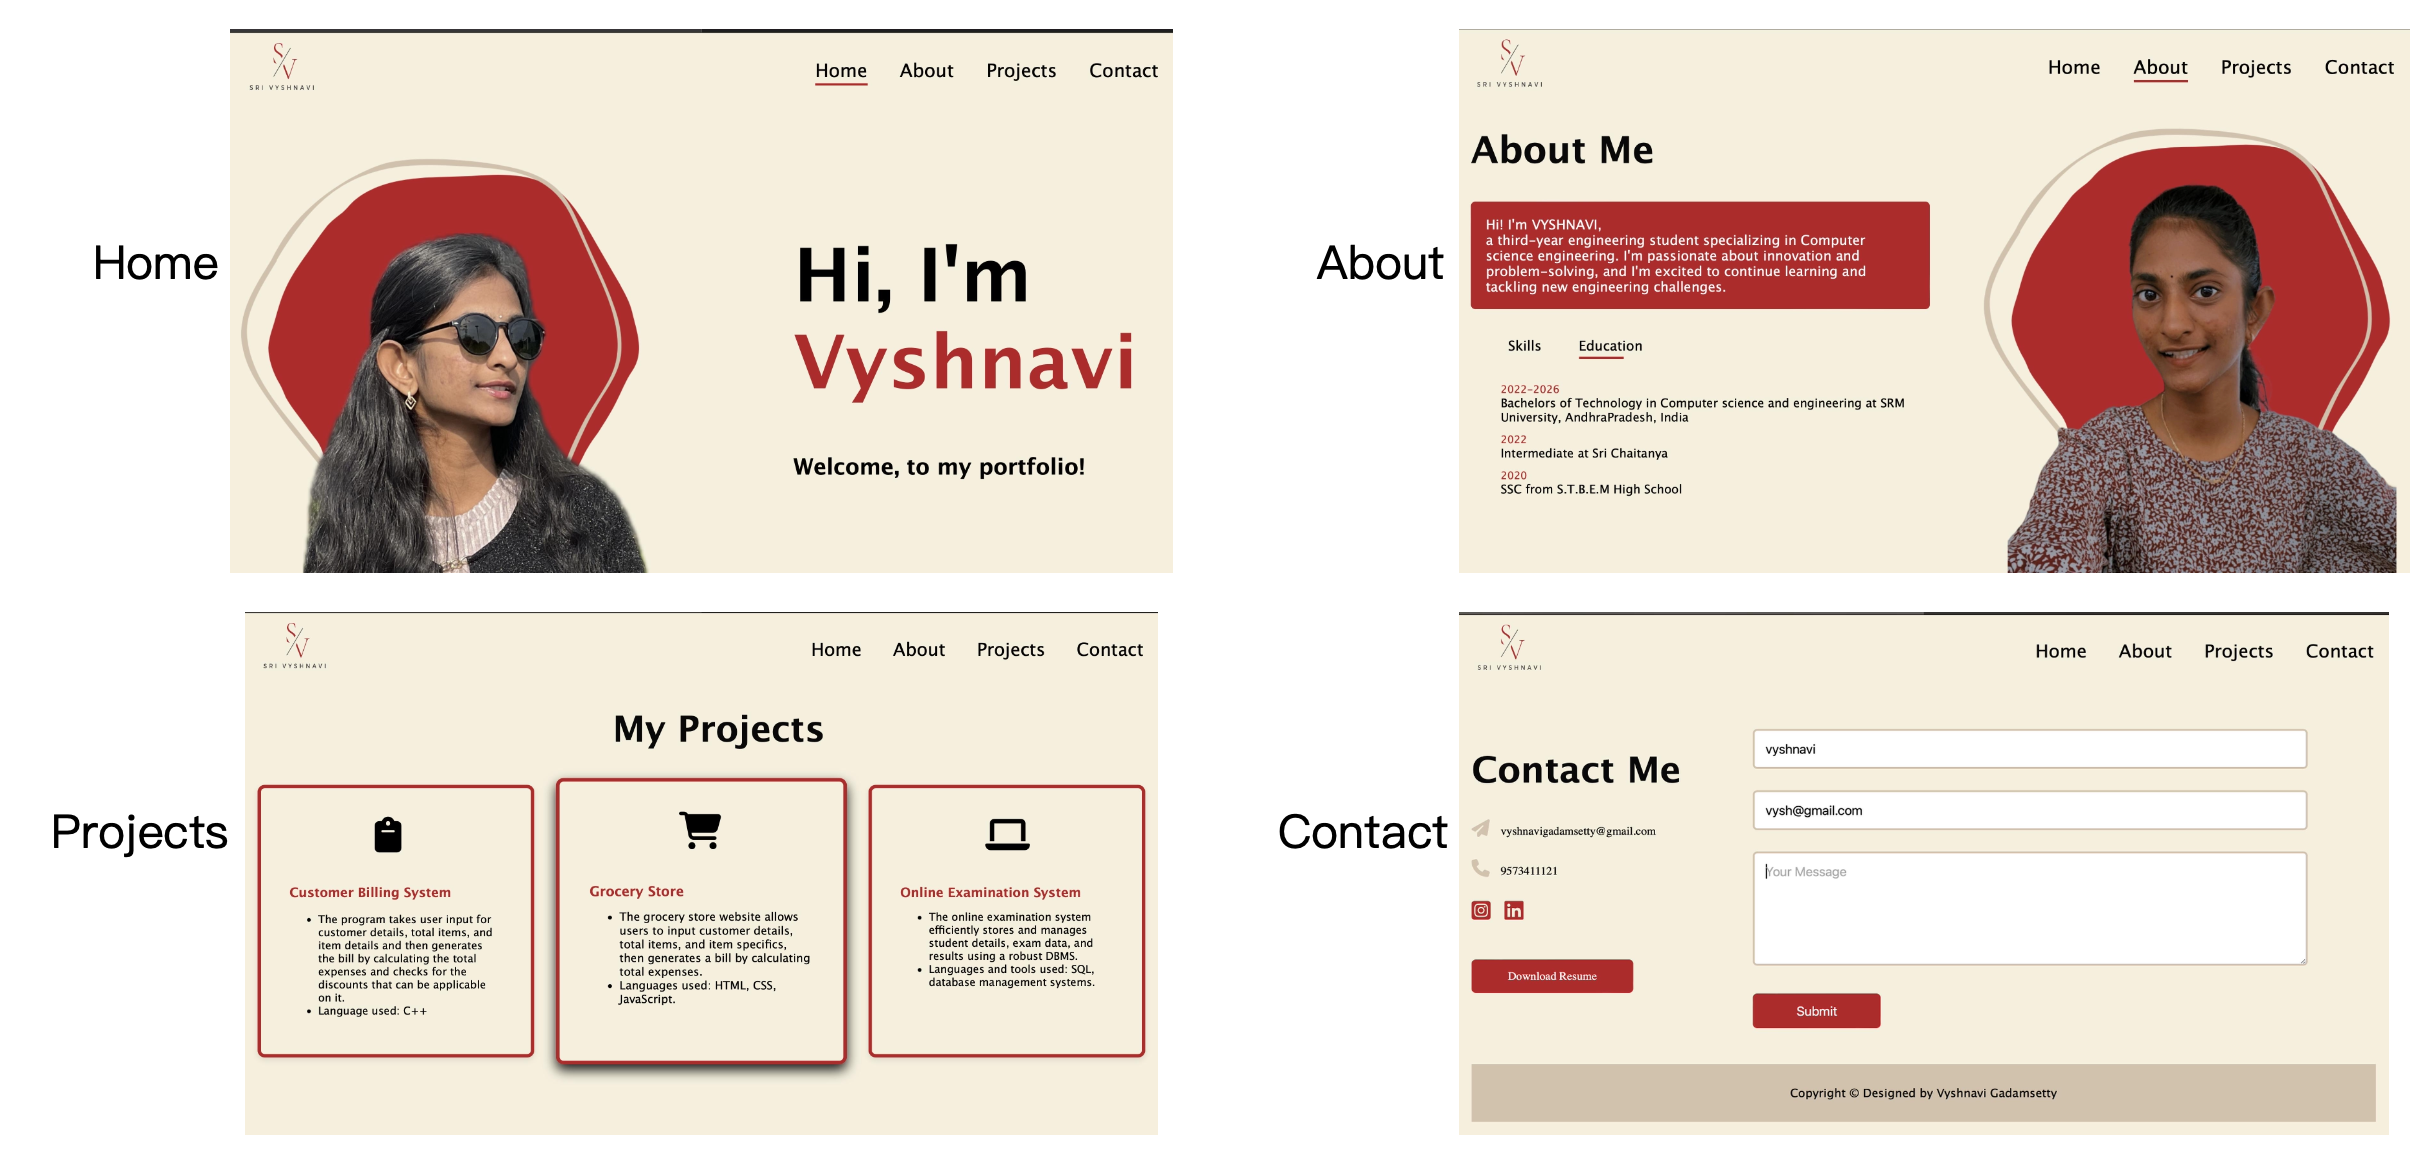 Home
S/V
SRI VYSHNAVI
Home About Projects Contact
Hi, I'm
Vyshnavi
Welcome, to my portfolio!
About
S/V
SRI VYSHNAVI
Home About Projects Contact
About Me
Hi! I'm VYSHNAVI,
a third-year engineering student specializing in Computer
science engineering. I'm passionate about innovation and
problem-solving, and I'm excited to continue learning and
tackling new engineering challenges.
Skills Education
2022-2026
Bachelors of Technology in Computer science and engineering at SRM
University, AndhraPradesh, India
2022
Intermediate at Sri Chaitanya
2020
SSC from S.T.B.E.M High School
Projects
S/V
SRI VYSHNAVI
Home About Projects Contact
My Projects
Customer Billing System
• The program takes user input for
customer details, total items, and
item details and then generates
the bill by calculating the total
expenses and checks for the
discounts that can be applicable
on it.
• Language used: C++
Grocery Store
• The grocery store website allows
users to input customer details,
total items, and item specifics,
then generates a bill by calculating
total expenses.
• Languages used: HTML, CSS,
JavaScript.
Online Examination System
• The online examination system
efficiently stores and manages
student details, exam data, and
results using a robust DBMS.
• Languages and tools used: SQL,
database management systems.
Contact
S/V
SRI VYSHNAVI
Home About Projects Contact
Contact Me
vyshnavigadamsetty@gmail.com
9573411121
in
Download Resume
vyshnavi
vysh@gmail.com
Your Message
Submit
Copyright © Designed by Vyshnavi Gadamsetty